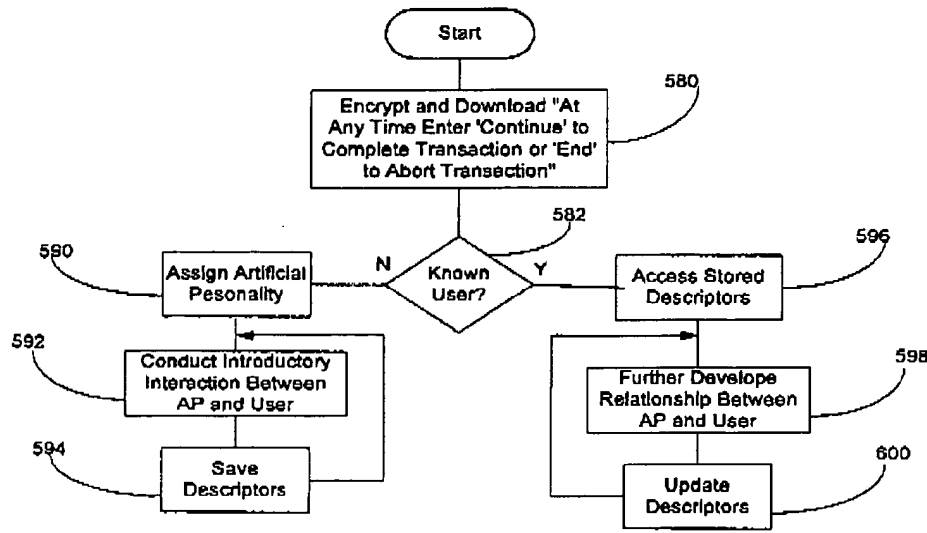 Start
580
Encrypt and Download "At
Any Time Enter 'Continue' to
Complete Transaction or 'End'
to Abort Transaction"
582
590
N
Known
User?
Y
596
Assign Artificial
Pesonality
Access Stored
Descriptors
592
Conduct Introductory
Interaction Between
AP and User
598
Further Develope
Relationship Between
AP and User
594
Save
Descriptors
600
Update
Descriptors